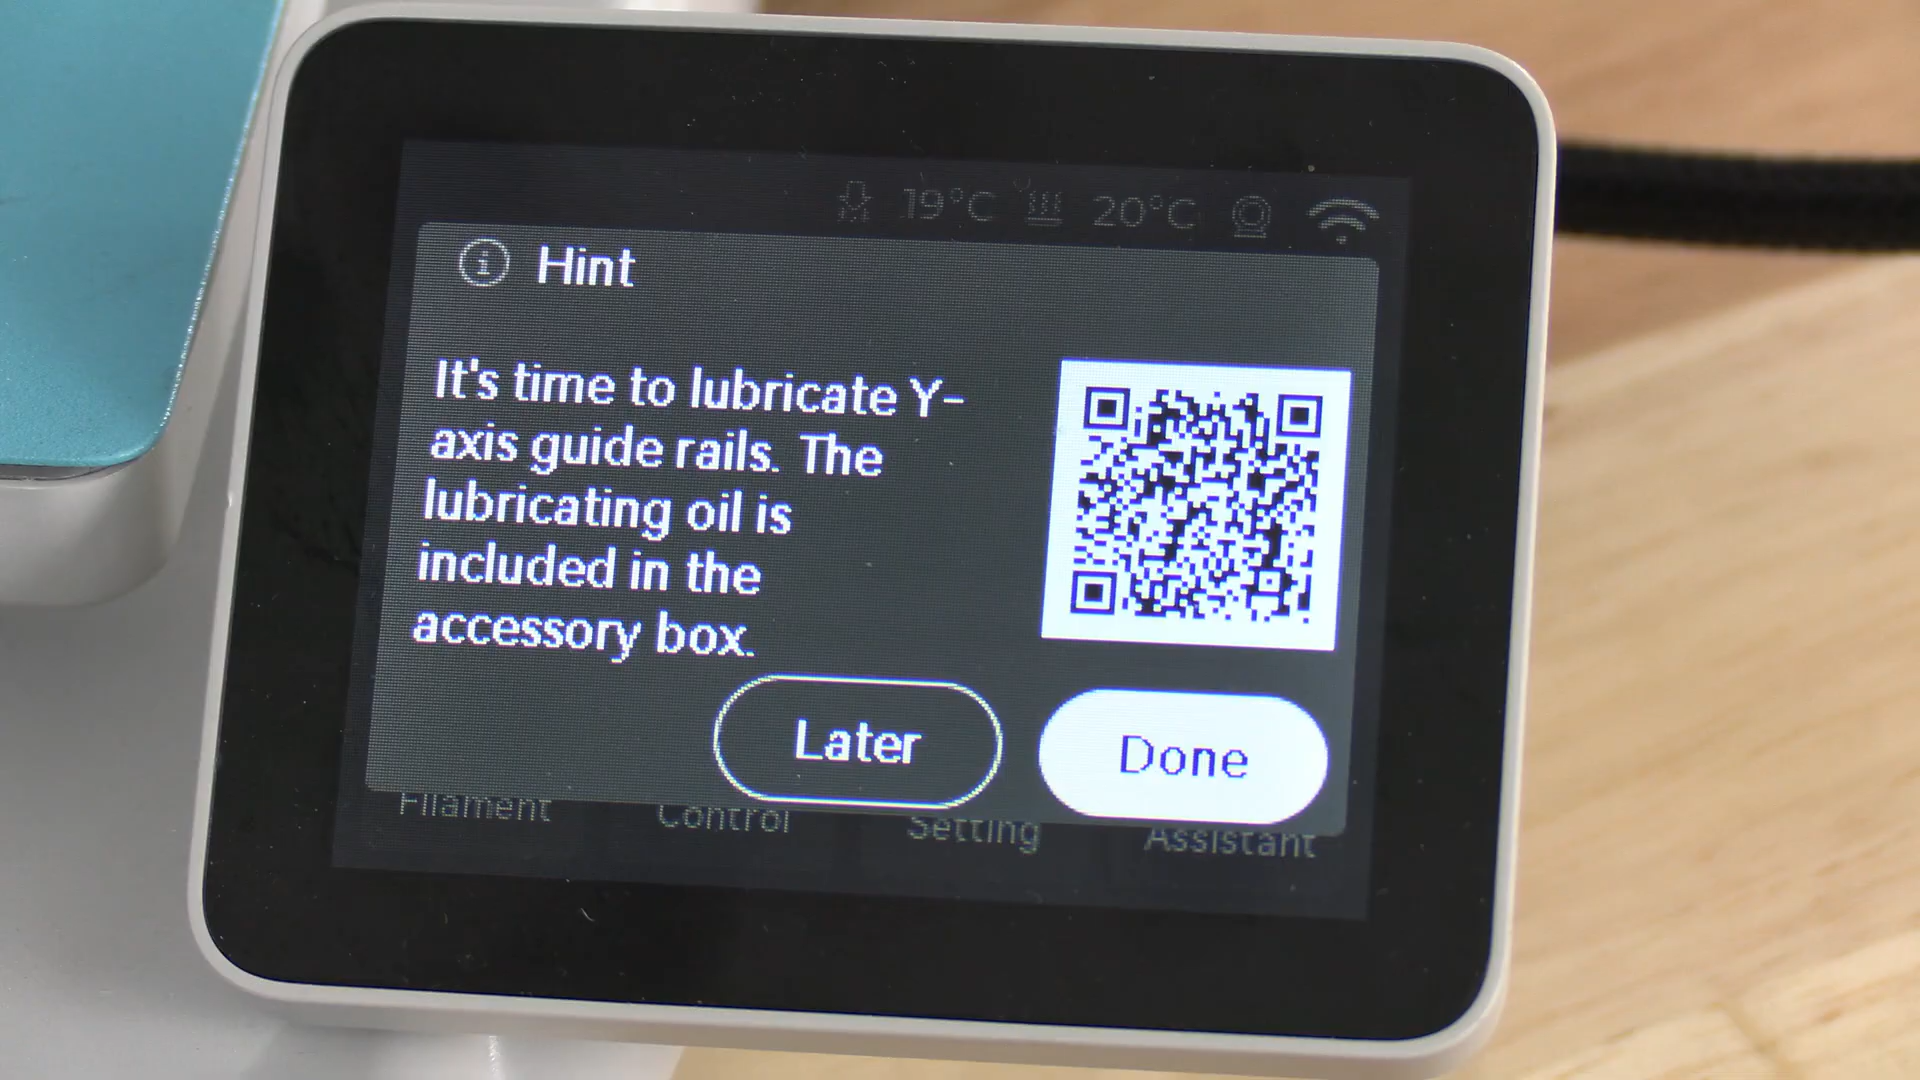 19°C 20°C
Hint
It's time to lubricate Y-
axis guide rails. The
lubricating oil is
included in the
accessory box.
Later Done
Filament Control Setting Assistant